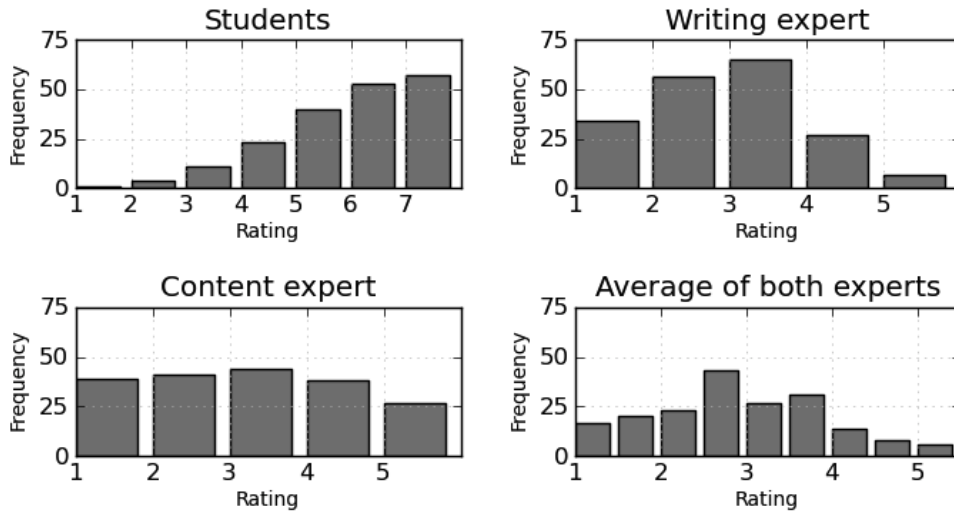 Students
75
50
25
0
Frequency
1 2 3 4 5 6 7
Rating
Writing expert
75
50
25
0
Frequency
1 2 3 4 5
Rating
Content expert
75
50
25
0
Frequency
1 2 3 4 5
Rating
Average of both experts
75
50
25
0
Frequency
1 2 3 4 5
Rating